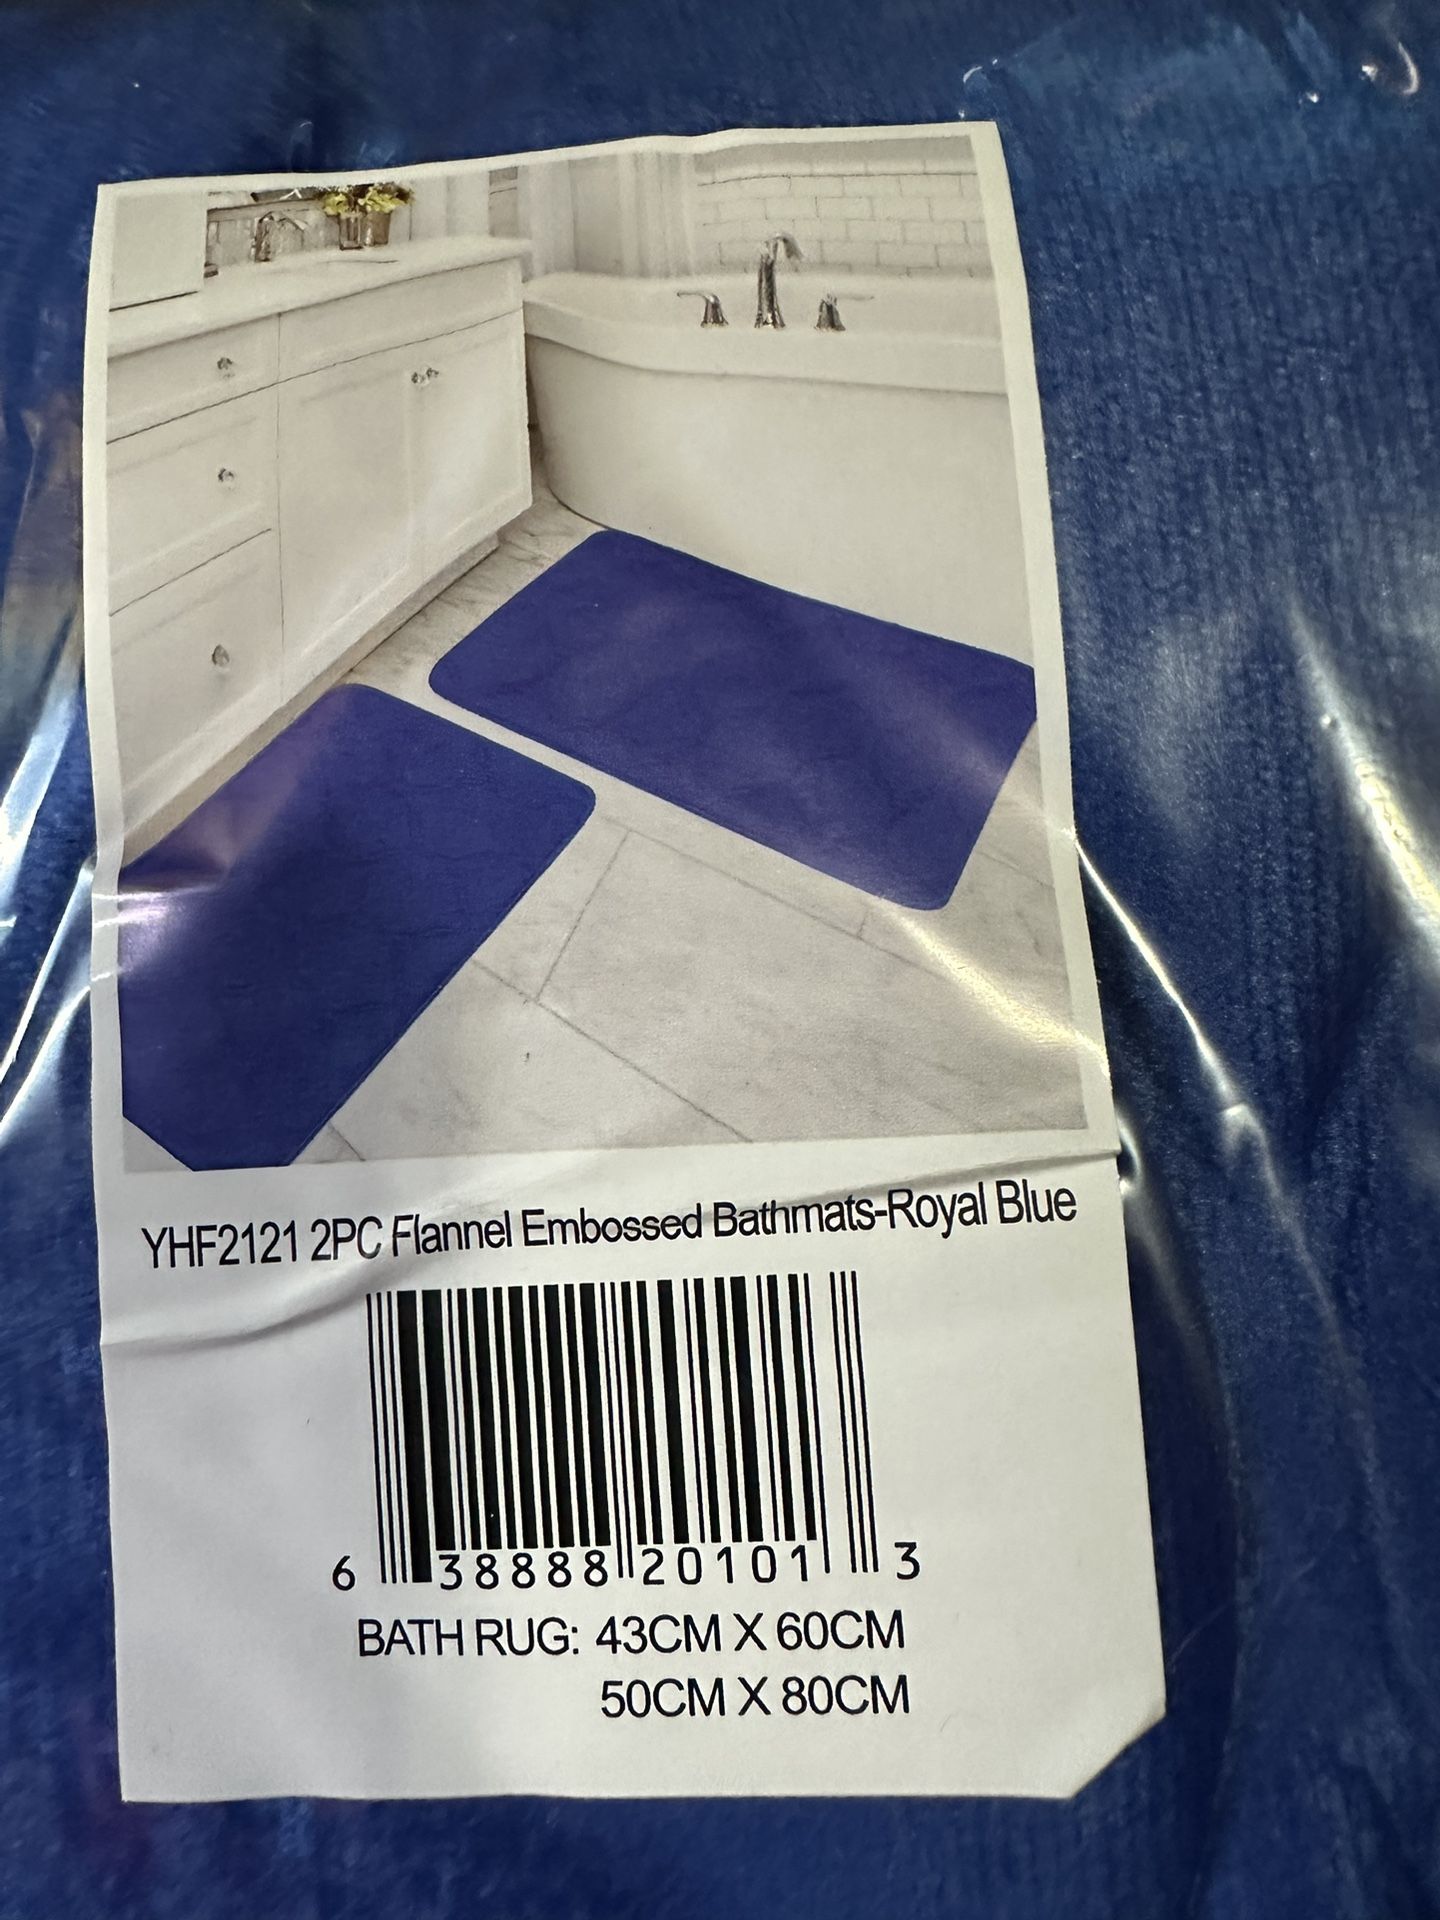 YHF2121 2PC Flannel Embossed Bathmats-Royal Blue
6 38888 20101 3
BATH RUG: 43CM X 60CM
50CM X 80CM